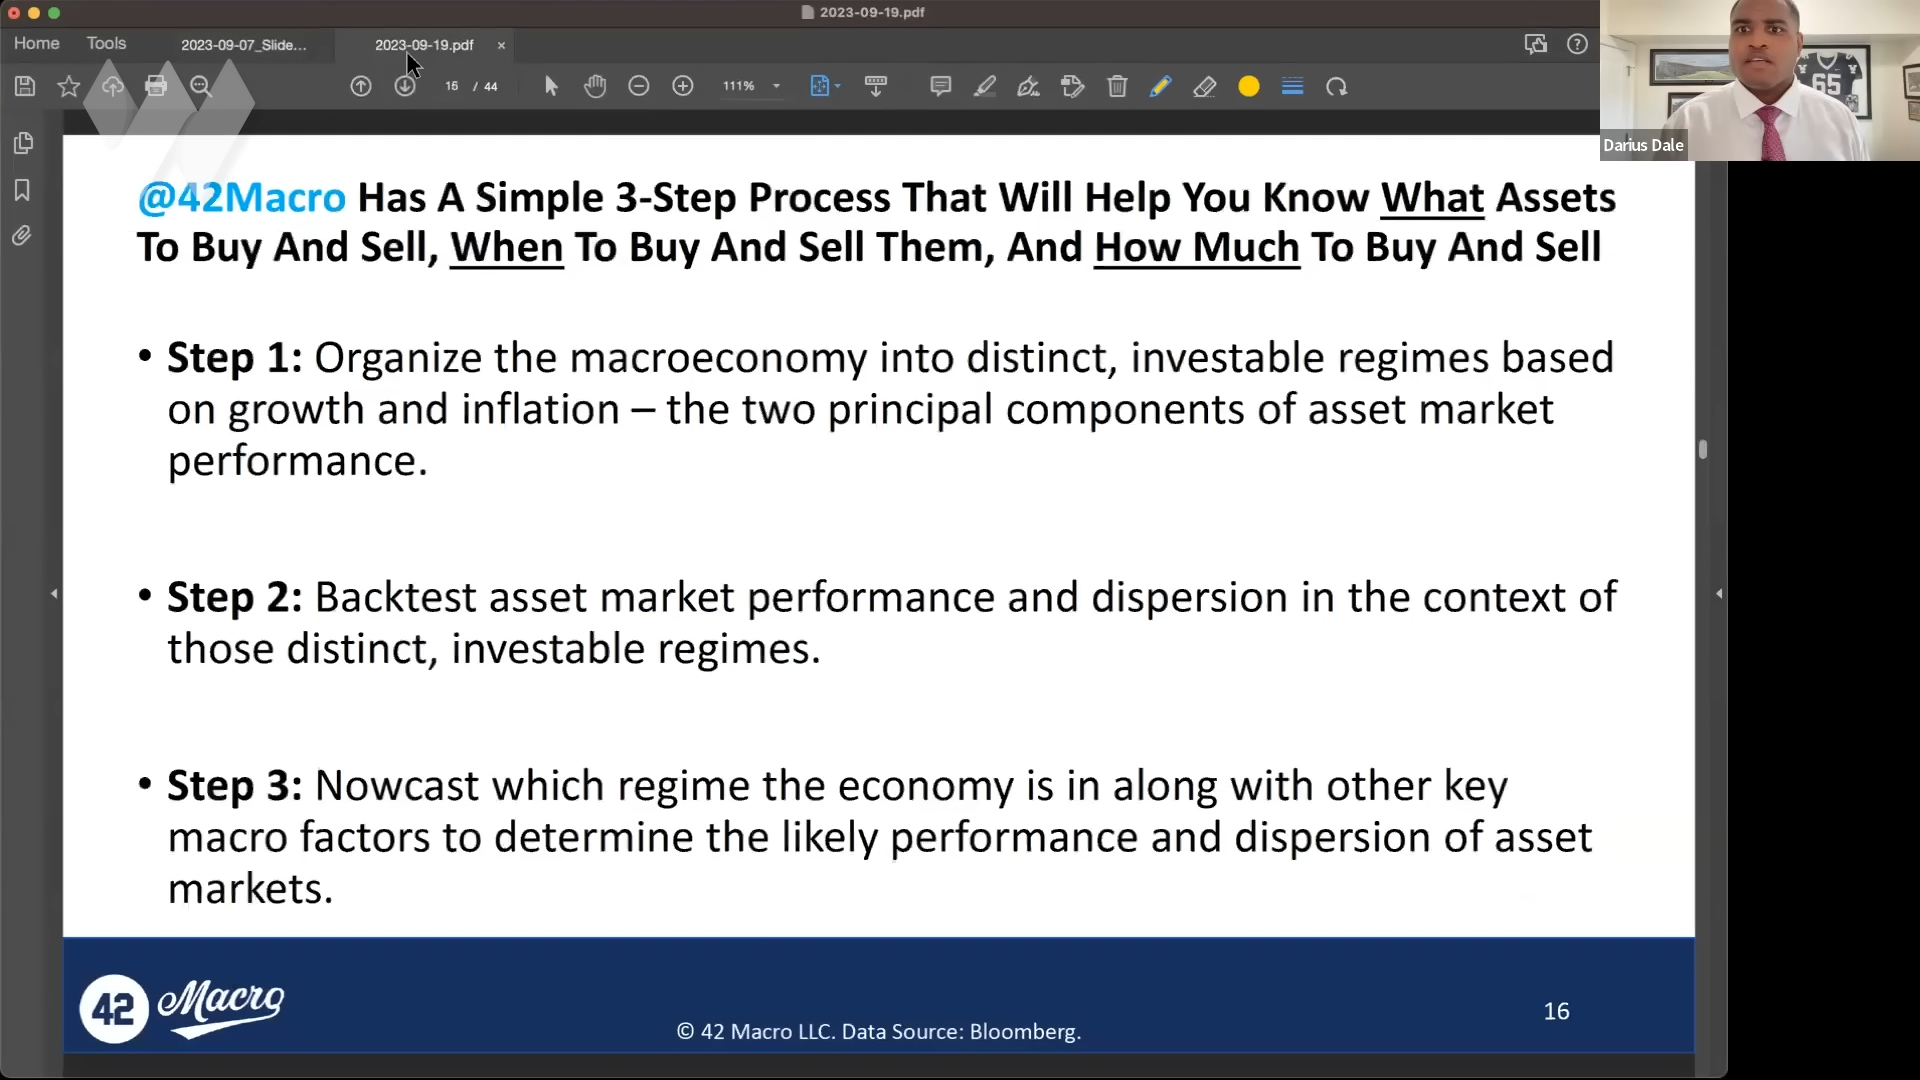 2023-09-19.pdf
Home
Tools
2023-09-07_Slide...
2023-09-19.pdf
×
16 / 44
111%
65
Darius Dale
@42Macro Has A Simple 3-Step Process That Will Help You Know What Assets
To Buy And Sell, When To Buy And Sell Them, And How Much To Buy And Sell
• Step 1: Organize the macroeconomy into distinct, investable regimes based
on growth and inflation – the two principal components of asset market
performance.
• Step 2: Backtest asset market performance and dispersion in the context of
those distinct, investable regimes.
• Step 3: Nowcast which regime the economy is in along with other key
macro factors to determine the likely performance and dispersion of asset
markets.
42 Macro
© 42 Macro LLC. Data Source: Bloomberg.
16